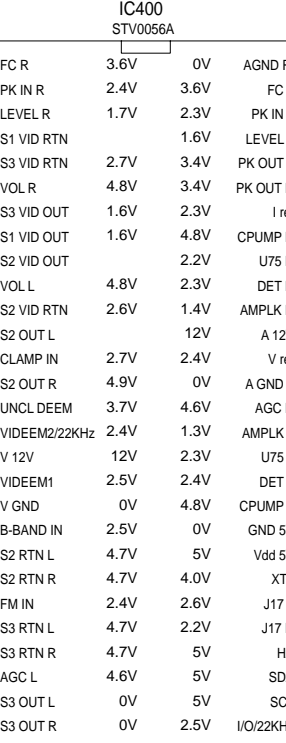 IC400
STV0056A
FC R 3.6V 0V AGND
PK IN R 2.4V 3.6V FC
LEVEL R 1.7V 2.3V PK IN
S1 VID RTN 1.6V LEVEL
S3 VID RTN 2.7V 3.4V PK OUT
VOL R 4.8V 3.4V PK OUT
S3 VID OUT 1.6V 2.3V I re
S1 VID OUT 1.6V 4.8V CPUMP
S2 VID OUT 2.2V U75
VOL L 4.8V 2.3V DET
S2 VID RTN 2.6V 1.4V AMPLK
S2 OUT L 12V A 12
CLAMP IN 2.7V 2.4V V re
S2 OUT R 4.9V 0V A GND
UNCL DEEM 3.7V 4.6V AGC
VIDEEM2/22KHz 2.4V 1.3V AMPLK
V 12V 12V 2.3V U75
VIDEEM1 2.5V 2.4V DET
V GND 0V 4.8V CPUMP
B-BAND IN 2.5V 0V GND 5
S2 RTN L 4.7V 5V Vdd 5
S2 RTN R 4.7V 4.0V XT
FM IN 2.4V 2.6V J17
S3 RTN L 4.7V 2.2V J17
S3 RTN R 4.7V 5V H
AGC L 4.6V 5V SD
S3 OUT L 0V 5V SC
S3 OUT R 0V 2.5V I/O/22KH